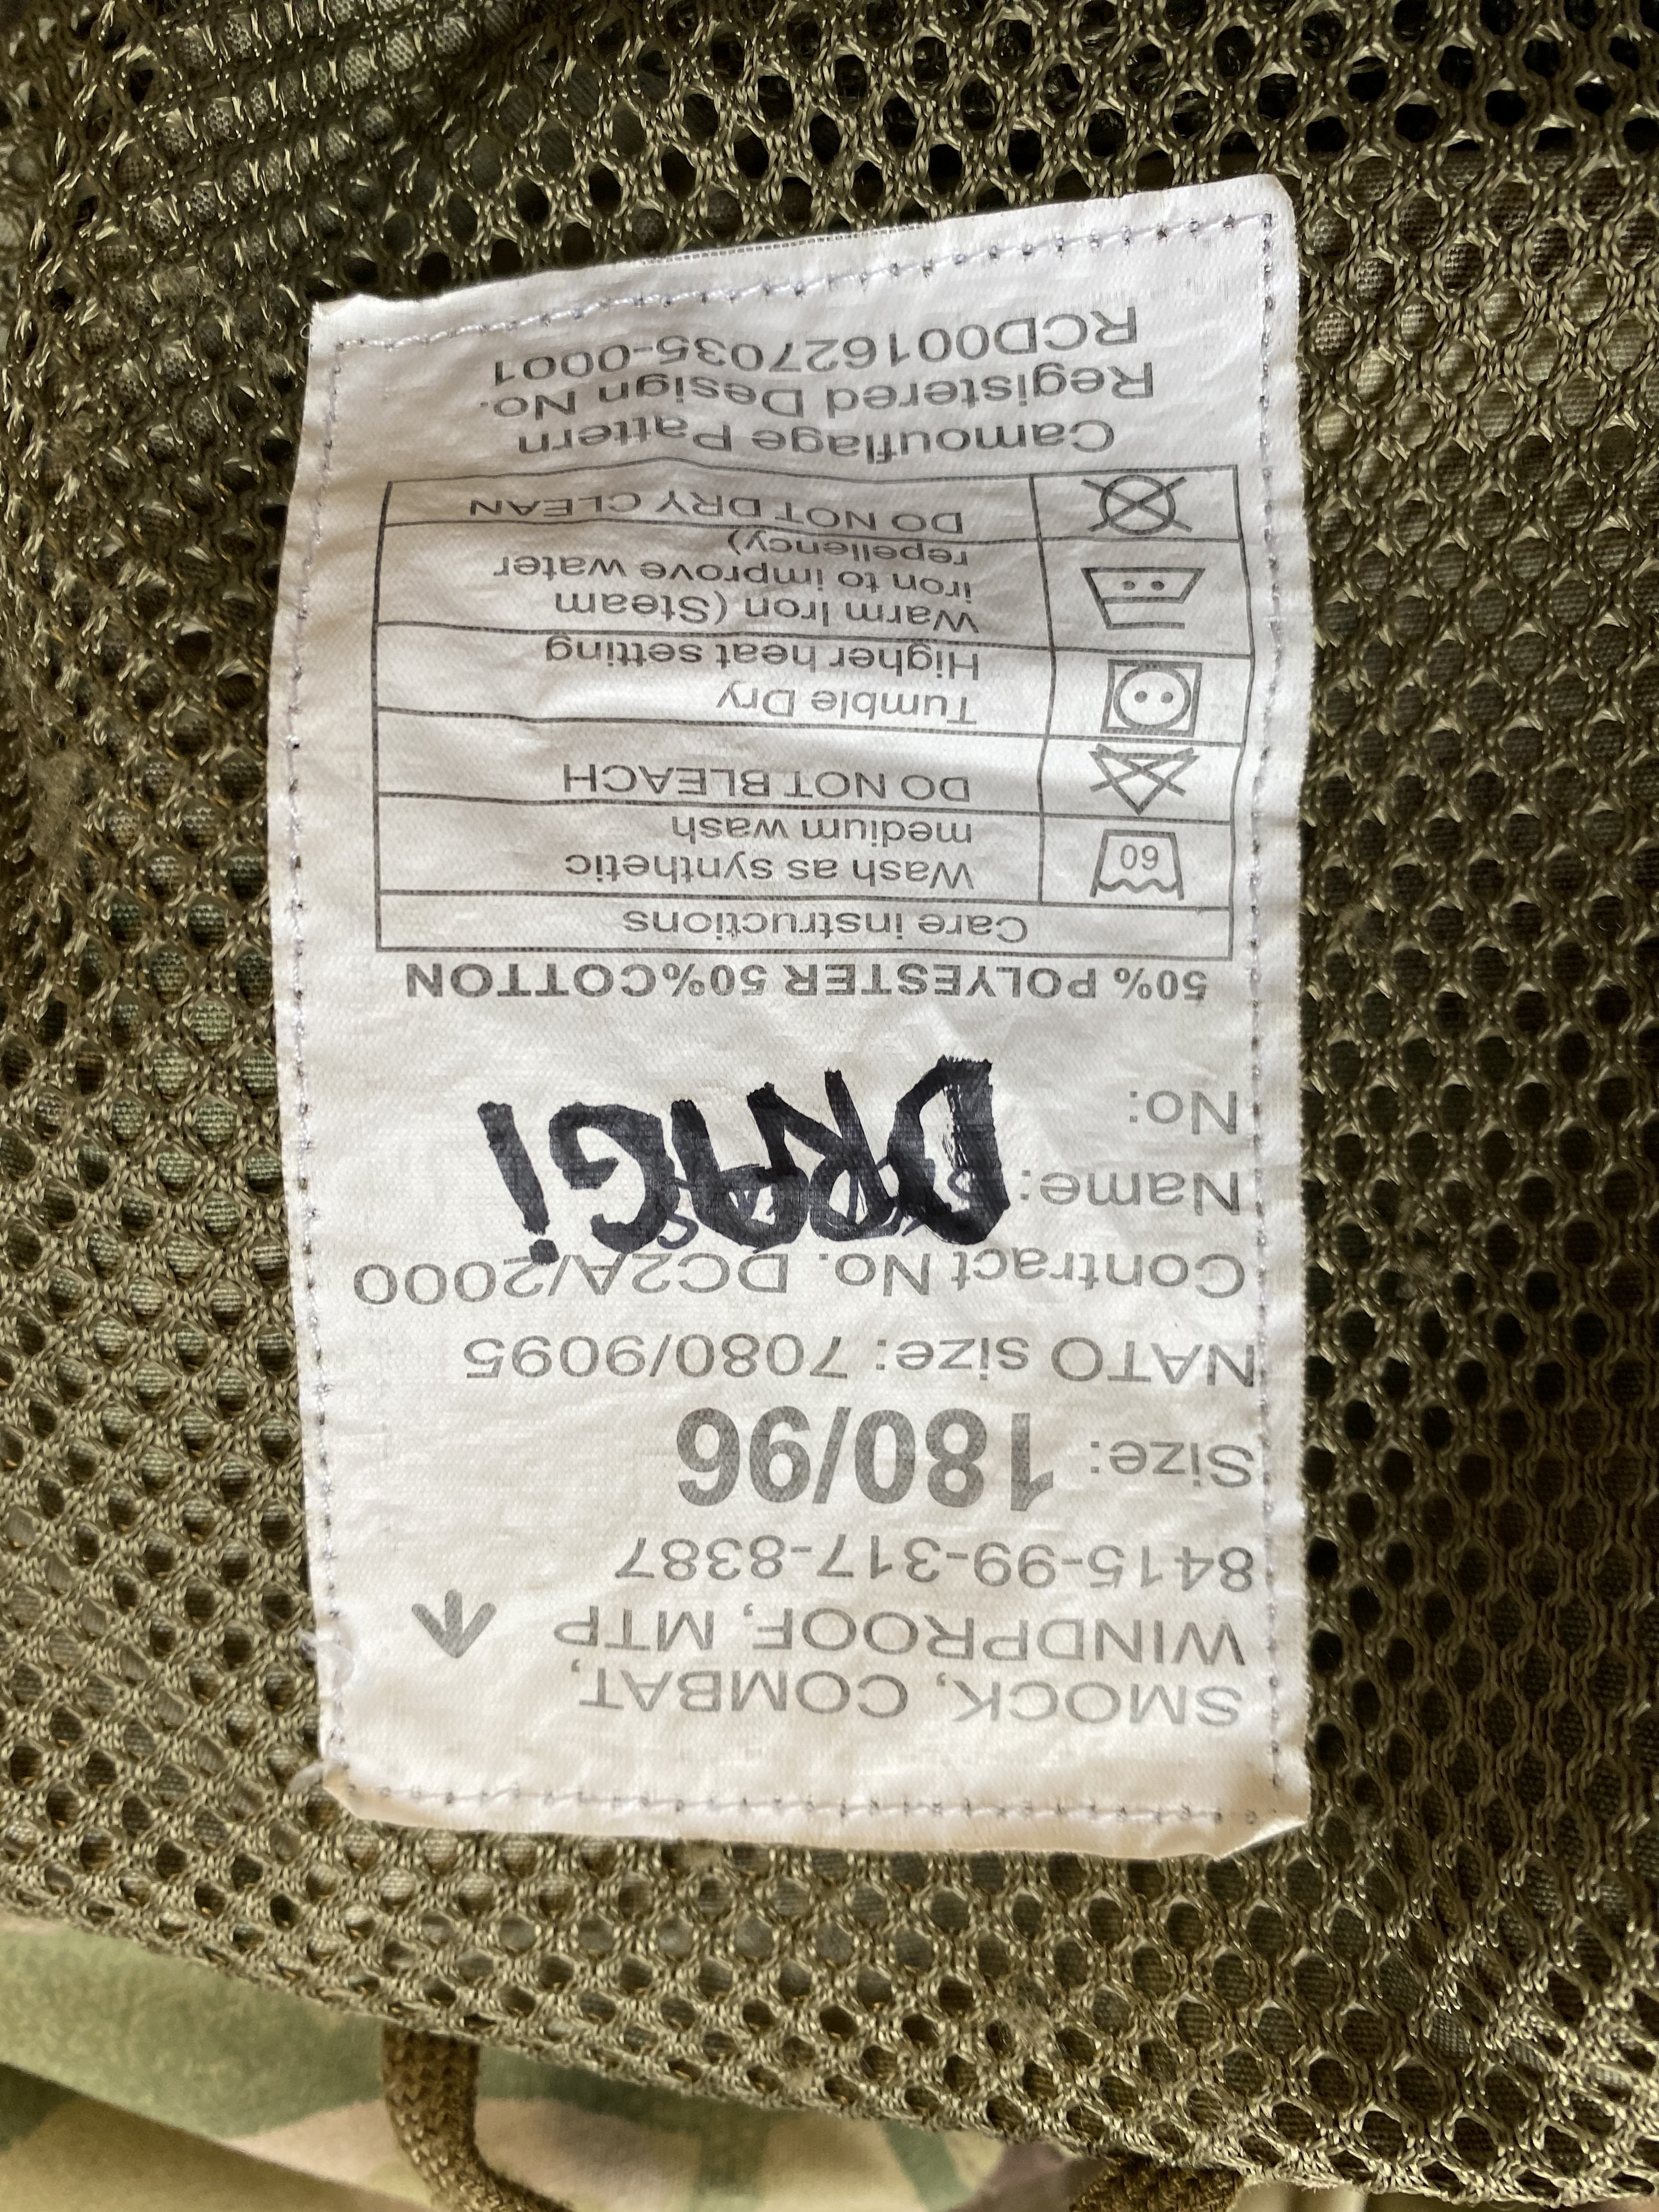 SMOCK, COMBAT,
WINDPROOF, MTP
8415-99-317-8387
Size: 180/96
NATO size: 7080/9095
Contract No. DC2A/2000
Name:
DRAGI
No:
50% POLYESTER 50%COTTON
Care instructions
60
Wash as synthetic
medium wash
DO NOT BLEACH
Tumble Dry
Higher heat setting
Warm Iron (Steam
iron to improve water
repellency)
DO NOT DRY CLEAN
Camouflage Pattern
Registered Design No.
RCD001627035-0001